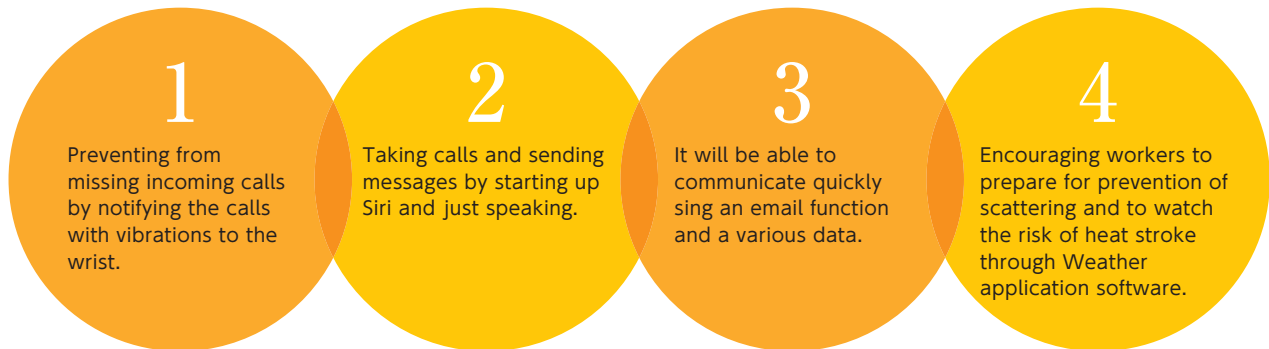 1
Preventing from
missing incoming calls
by notifying the calls
with vibrations to the
wrist.
2
Taking calls and sending
messages by starting up
Siri and just speaking.
3
It will be able to
communicate quickly
sing an email function
and a various data.
4
Encouraging workers to
prepare for prevention of
scattering and to watch
the risk of heat stroke
through Weather
application software.